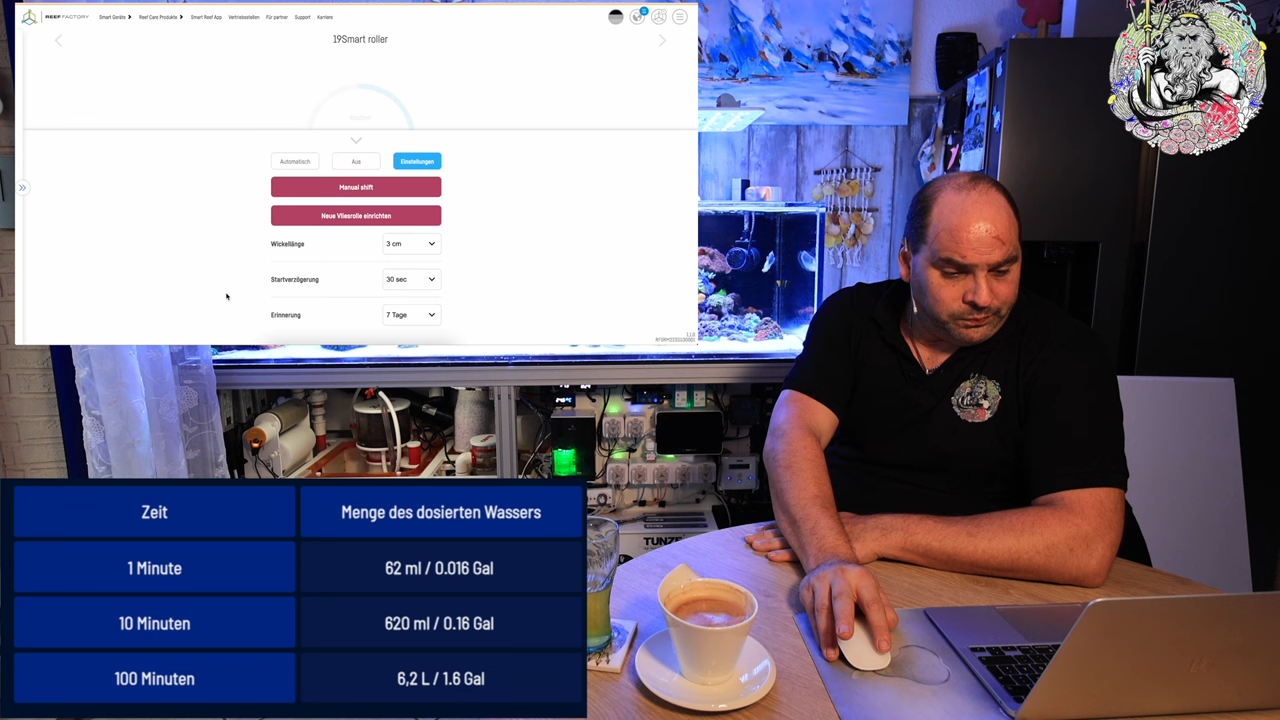 REEF FACTORY
Smart Geräte
Reef Care Produkte
Smart Reef App
Vertriebsstellen
Für partner
Support
Karriere
19Smart roller
Automatisch
Aus
Einstellungen
Manual shift
Neue Vliesrolle einrichten
Wickellänge
3 cm
Startverzögerung
30 sec
Erinnerung
7 Tage
1.1.0
TUNZE
Zeit
Menge des dosierten Wassers
1 Minute
62 ml / 0.016 Gal
10 Minuten
620 ml / 0.16 Gal
100 Minuten
6,2 L / 1.6 Gal